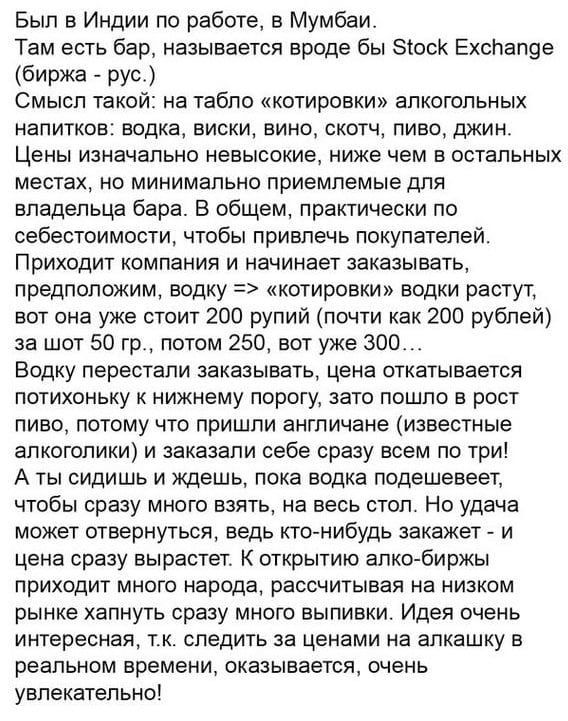 Был в Индии по работе, в Мумбаи.
Там есть бар, называется вроде бы Stock Exchange
(биржа - рус.)
Смысл такой: на табло «котировки» алкогольных
напитков: водка, виски, вино, скотч, пиво, джин.
Цены изначально невысокие, ниже чем в остальных
местах, но минимально приемлемые для
владельца бара. В общем, практически по
себестоимости, чтобы привлечь покупателей.
Приходит компания и начинает заказывать,
предположим, водку => «котировки» водки растут,
вот она уже стоит 200 рупий (почти как 200 рублей)
за шот 50 гр., потом 250, вот уже 300…
Водку перестали заказывать, цена откатывается
потихоньку к нижнему порогу, зато пошло в рост
пиво, потому что пришли англичане (известные
алкоголики) и заказали себе сразу всем по три!
А ты сидишь и ждешь, пока водка подешевеет,
чтобы сразу много взять, на весь стол. Но удача
может отвернуться, ведь кто-нибудь закажет - и
цена сразу вырастет. К открытию алко-биржы
приходит много народа, рассчитывая на низком
рынке хапнуть сразу много выпивки. Идея очень
интересная, т.к. следить за ценами на алкашку в
реальном времени, оказывается, очень
увлекательно!